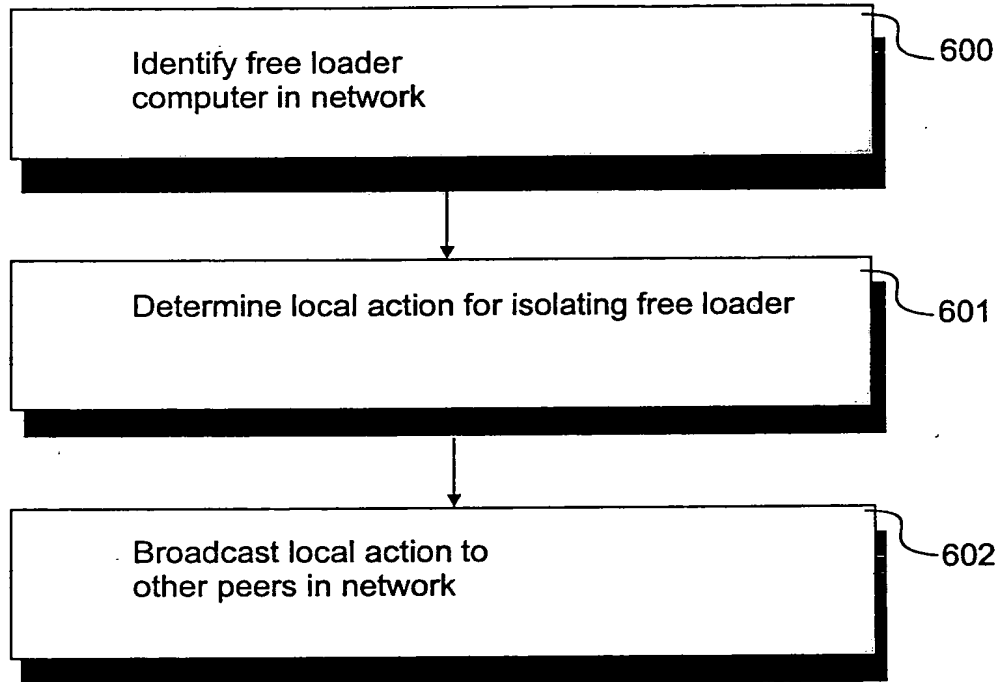 Identify free loader
computer in network
600
Determine local action for isolating free loader
601
Broadcast local action to
other peers in network
602